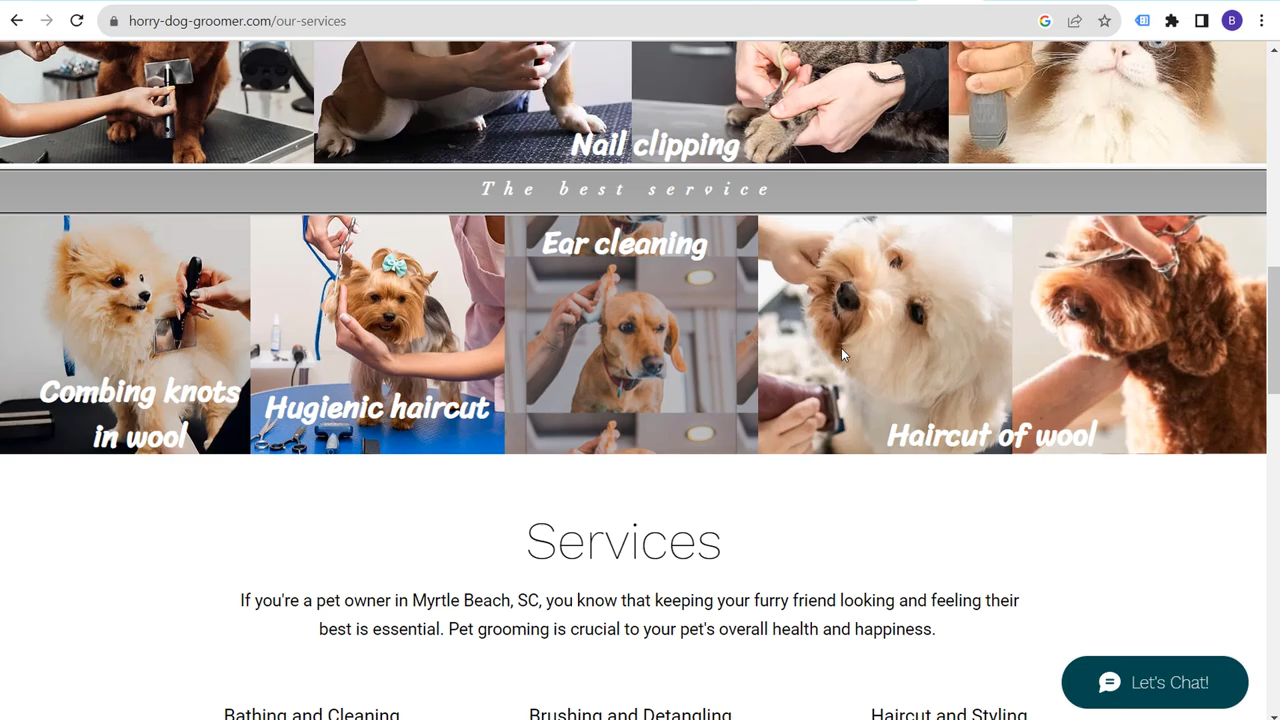 horry-dog-groomer.com/our-services
B
Nail clipping
The best service
Ear cleaning
Combing knots
in wool
Hugienic haircut
Haircut of wool
Services
If you're a pet owner in Myrtle Beach, SC, you know that keeping your furry friend looking and feeling their
best is essential. Pet grooming is crucial to your pet's overall health and happiness.
Let's Chat!
Bathing and Cleaning
Brushing and Detangling
Haircut and Styling